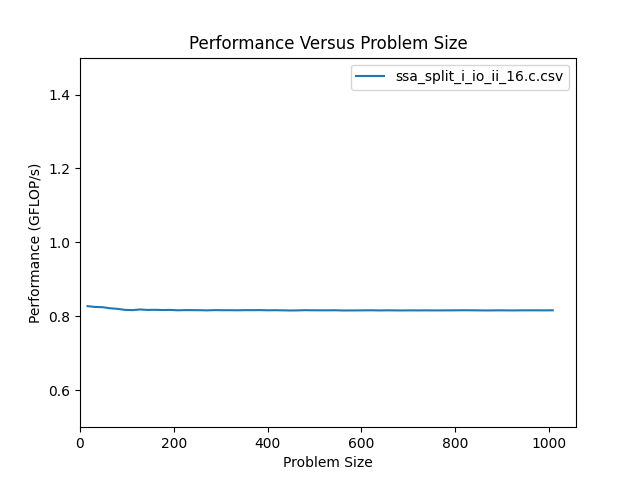 Performance Versus Problem Size
ssa_split_i_io_ii_16.c.csv
Performance (GFLOP/s)
1.4
1.2
1.0
0.8
0.6
0 200 400 600 800 1000
Problem Size